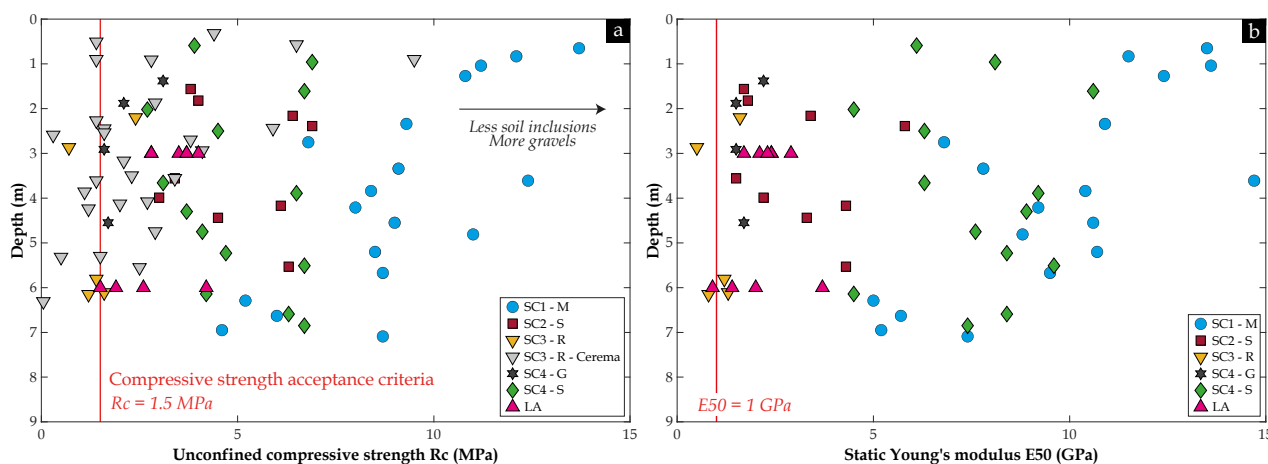 a
0
1
2
3
4
5
6
7
8
9
Depth (m)
Less soil inclusions
More gravels
Compressive strength acceptance criteria
Rc = 1.5 MPa
SC1 - M
SC2 - S
SC3 - R
SC3 - R - Cerema
SC4 - G
SC4 - S
LA
0
5
10
15
Unconfined compressive strength Rc (MPa)
b
0
1
2
3
4
5
6
7
8
9
Depth (m)
E50 = 1 GPa
SC1 - M
SC2 - S
SC3 - R
SC4 - G
SC4 - S
LA
0
5
10
15
Static Young's modulus E50 (GPa)